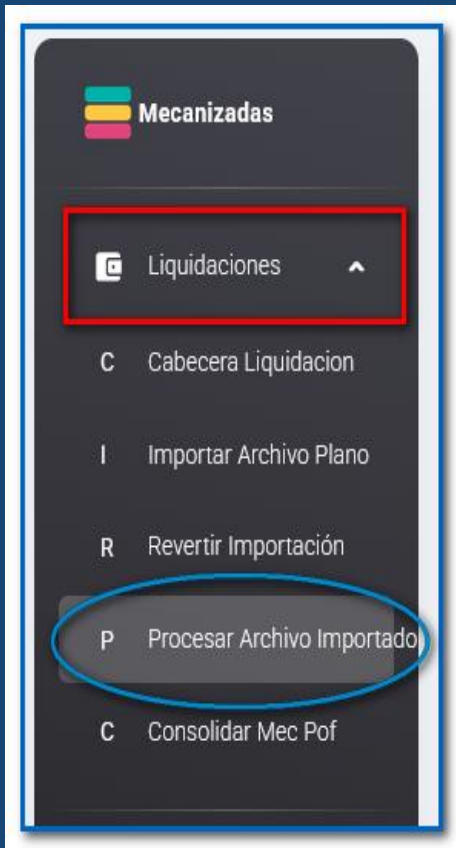 Mecanizadas
Liquidaciones
C Cabecera Liquidacion
I Importar Archivo Plano
R Revertir Importación
P Procesar Archivo Importado
C Consolidar Mec Pof